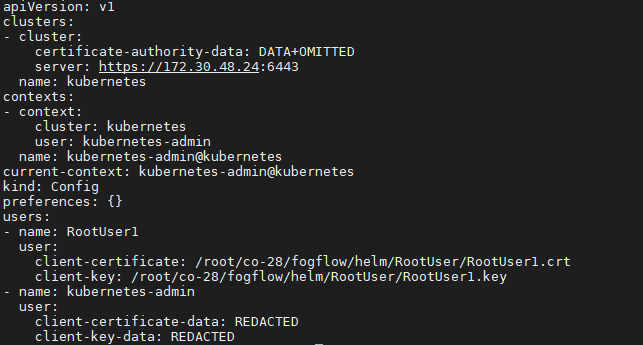 apiVersion: v1
clusters:
- cluster:
    certificate-authority-data: DATA+OMITTED
    server: https://172.30.48.24:6443
  name: kubernetes
contexts:
- context:
    cluster: kubernetes
    user: kubernetes-admin
  name: kubernetes-admin@kubernetes
current-context: kubernetes-admin@kubernetes
kind: Config
preferences: {}
users:
- name: RootUser1
  user:
    client-certificate: /root/co-28/fogflow/helm/RootUser/RootUser1.crt
    client-key: /root/co-28/fogflow/helm/RootUser/RootUser1.key
- name: kubernetes-admin
  user:
    client-certificate-data: REDACTED
    client-key-data: REDACTED